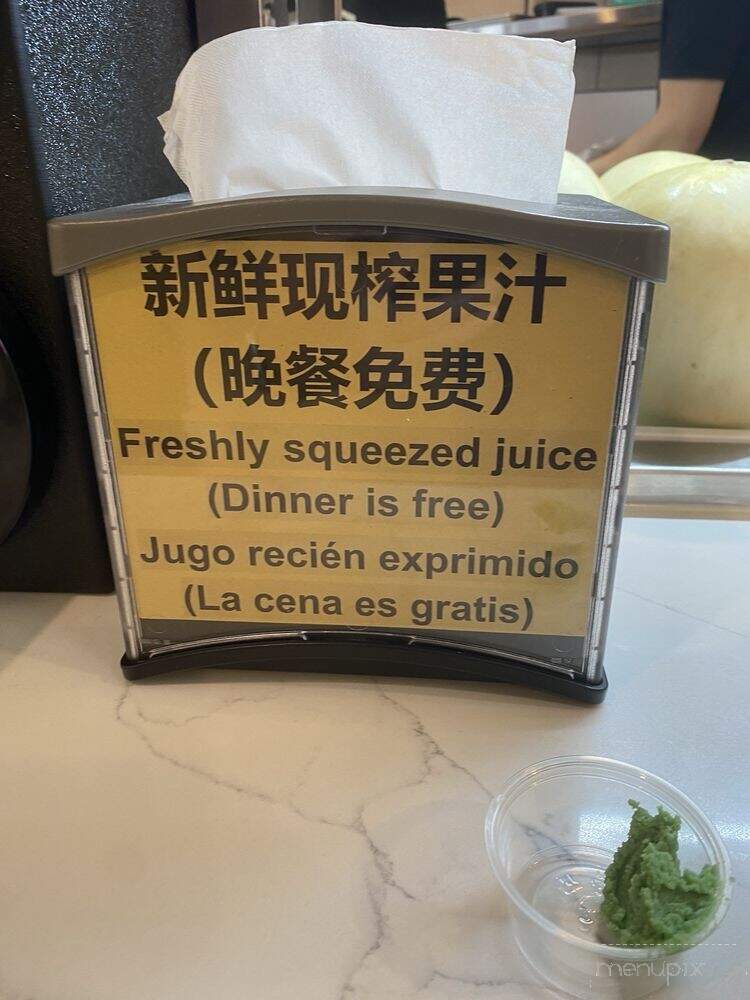 新鲜现榨果汁
(晚餐免费)
Freshly squeezed juice
(Dinner is free)
Jugo recién exprimido
(La cena es gratis)
menupix